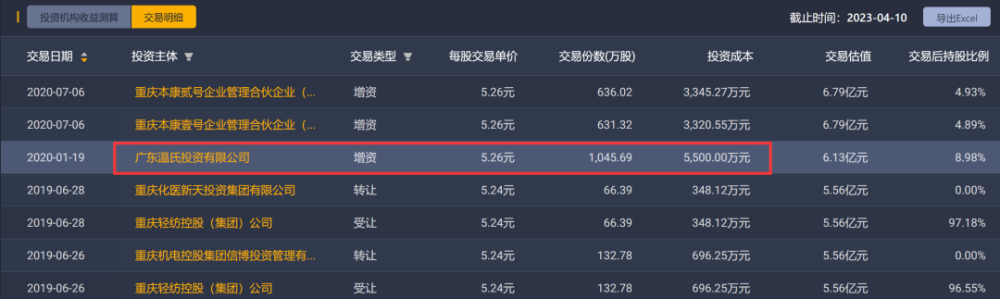 投资机构收益测算 交易明细 截止时间：2023-04-10 导出Excel
交易日期 投资主体 交易类型 每股交易单价 交易份数(万股) 投资成本 交易估值 交易后持股比例
2020-07-06 重庆本康贰号企业管理合伙企业（... 增资 5.26元 636.02 3,345.27万元 6.79亿元 4.93%
2020-07-06 重庆本康壹号企业管理合伙企业（... 增资 5.26元 631.32 3,320.55万元 6.79亿元 4.89%
2020-01-19 广东温氏投资有限公司 增资 5.26元 1,045.69 5,500.00万元 6.13亿元 8.98%
2019-06-28 重庆化医新天投资集团有限公司 转让 5.24元 66.39 348.12万元 5.56亿元 0.00%
2019-06-28 重庆轻纺控股（集团）公司 受让 5.24元 66.39 348.12万元 5.56亿元 97.18%
2019-06-26 重庆机电控股集团信博投资管理有... 转让 5.24元 132.78 696.25万元 5.56亿元 0.00%
2019-06-26 重庆轻纺控股（集团）公司 受让 5.24元 132.78 696.25万元 5.56亿元 96.55%